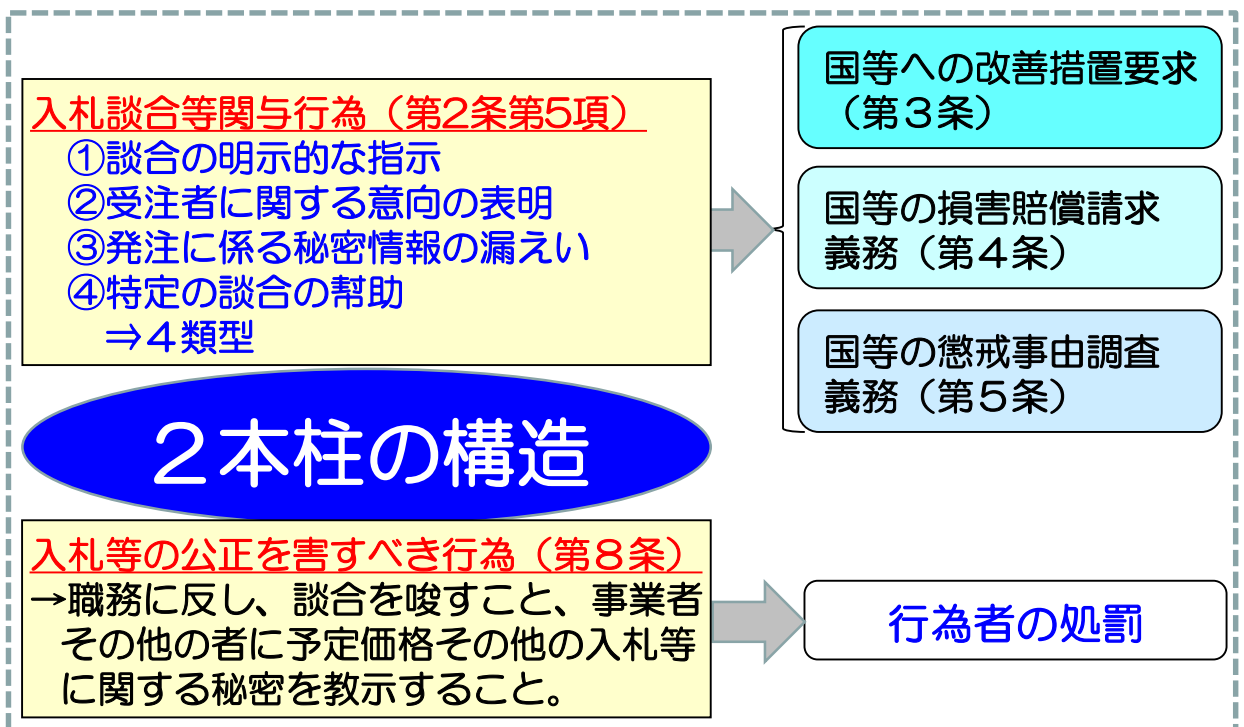 入札談合等関与行為（第2条第5項）
①談合の明示的な指示
②受注者に関する意向の表明
③発注に係る秘密情報の漏えい
④特定の談合の幇助
⇒４類型
国等への改善措置要求
（第３条）
国等の損害賠償請求
義務（第４条）
国等の懲戒事由調査
義務（第５条）
２本柱の構造
入札等の公正を害すべき行為（第８条）
→職務に反し、談合を唆すこと、事業者
その他の者に予定価格その他の入札等
に関する秘密を教示すること。
行為者の処罰